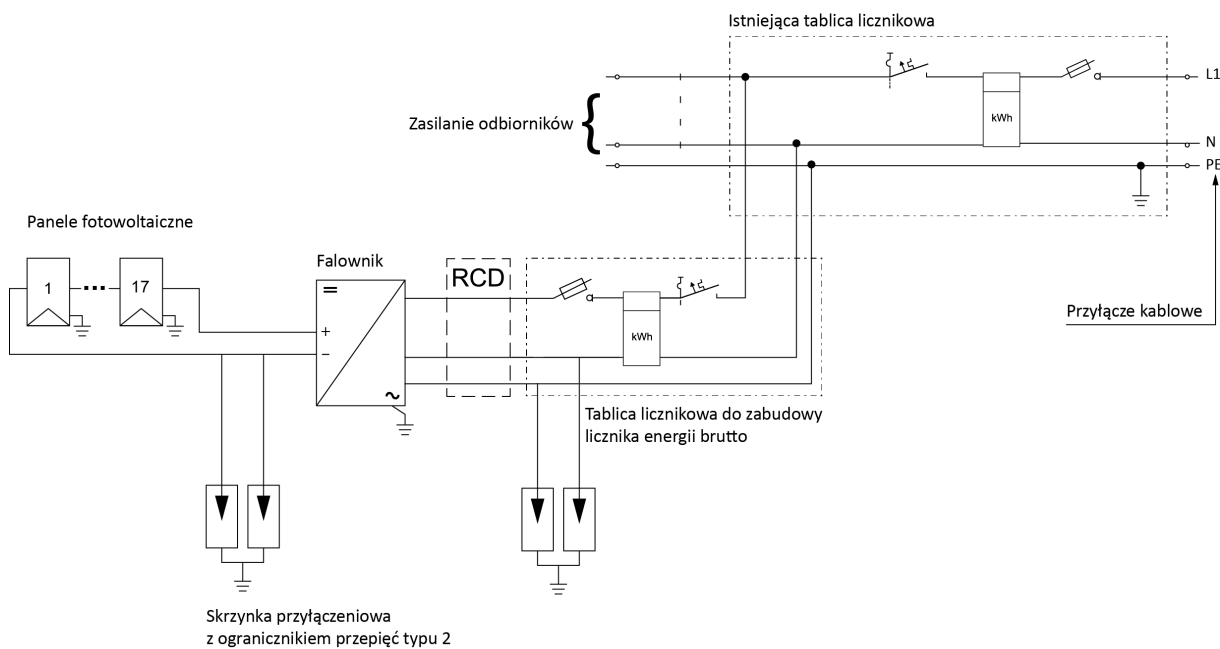 Istniejąca tablica licznikowa
L1
kWh
Zasilanie odbiorników
N
PE
Panele fotowoltaiczne
Falownik
RCD
1
17
+
−
kWh
Przyłącze kablowe
Tablica licznikowa do zabudowy
licznika energii brutto
Skrzynka przyłączeniowa
z ogranicznikiem przepięć typu 2